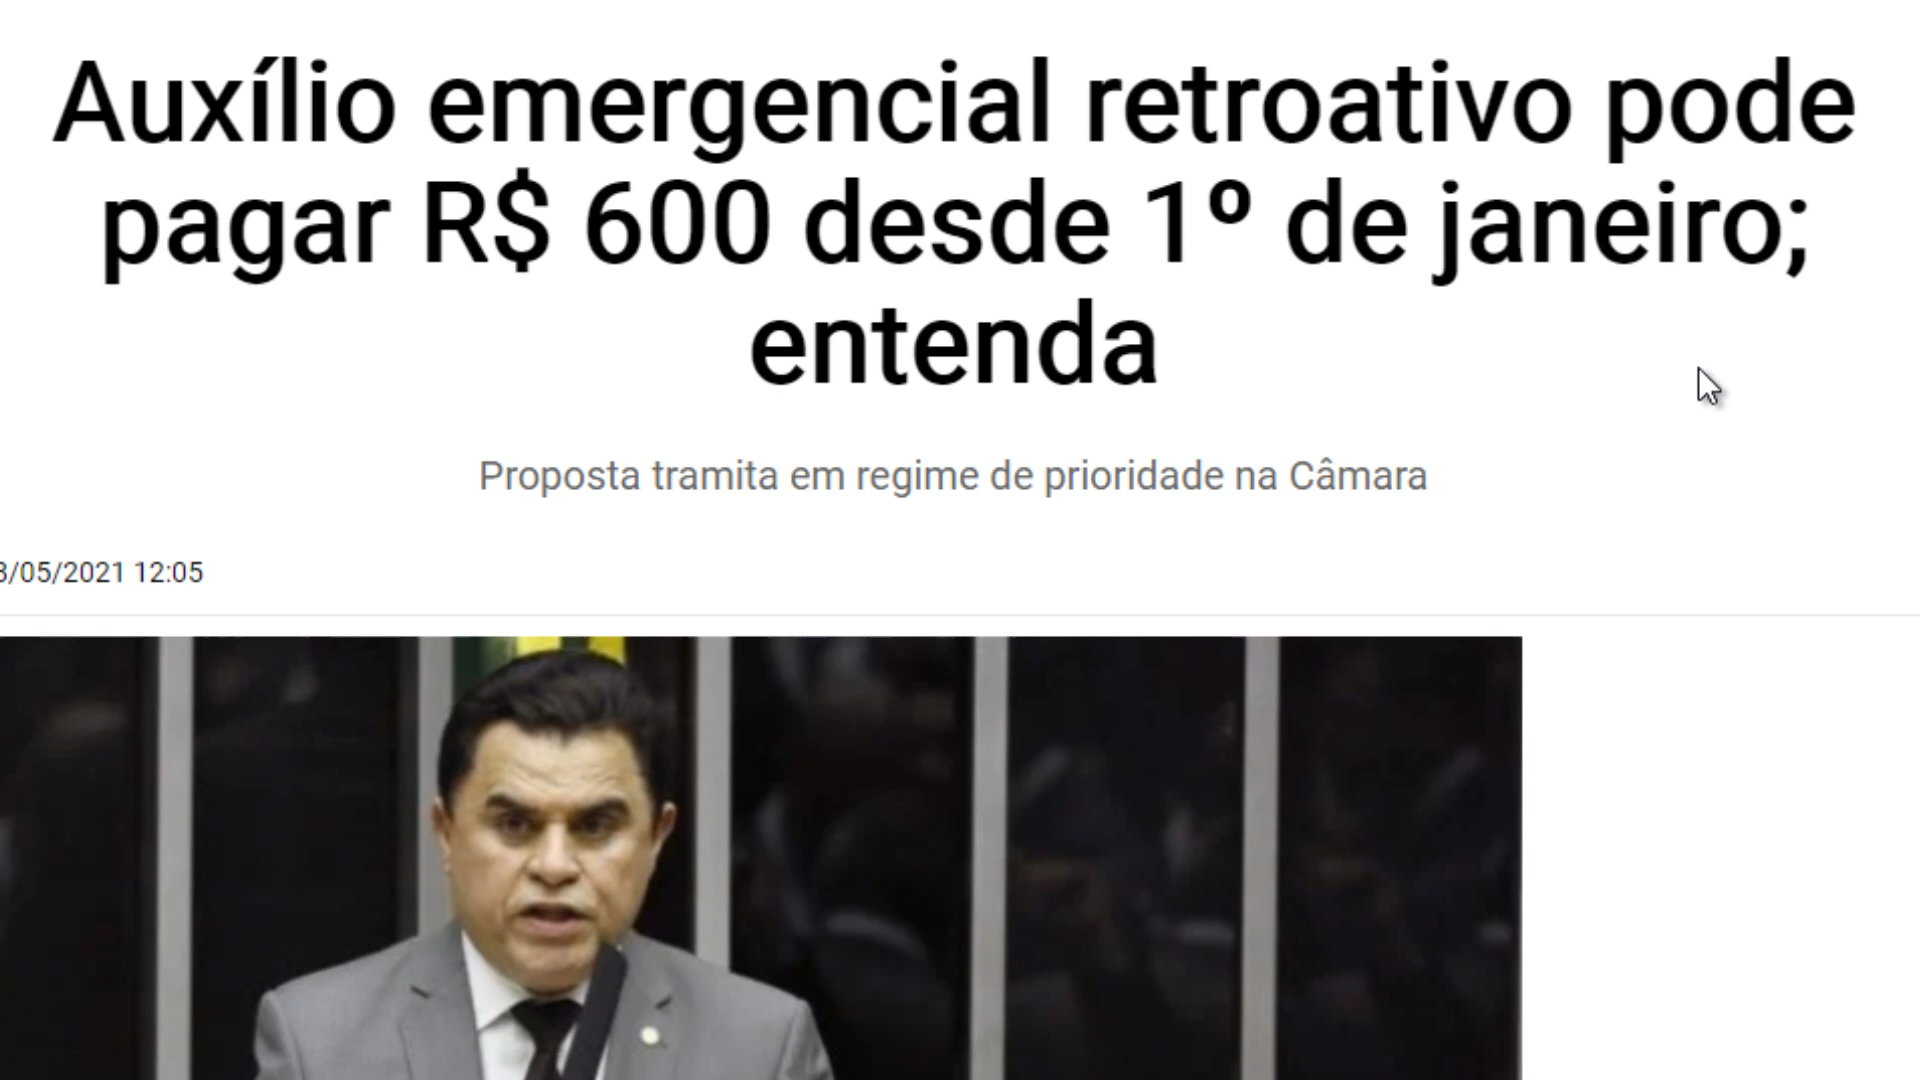 Auxílio emergencial retroativo pode
pagar R$ 600 desde 1º de janeiro;
entenda
Proposta tramita em regime de prioridade na Câmara
/05/2021 12:05